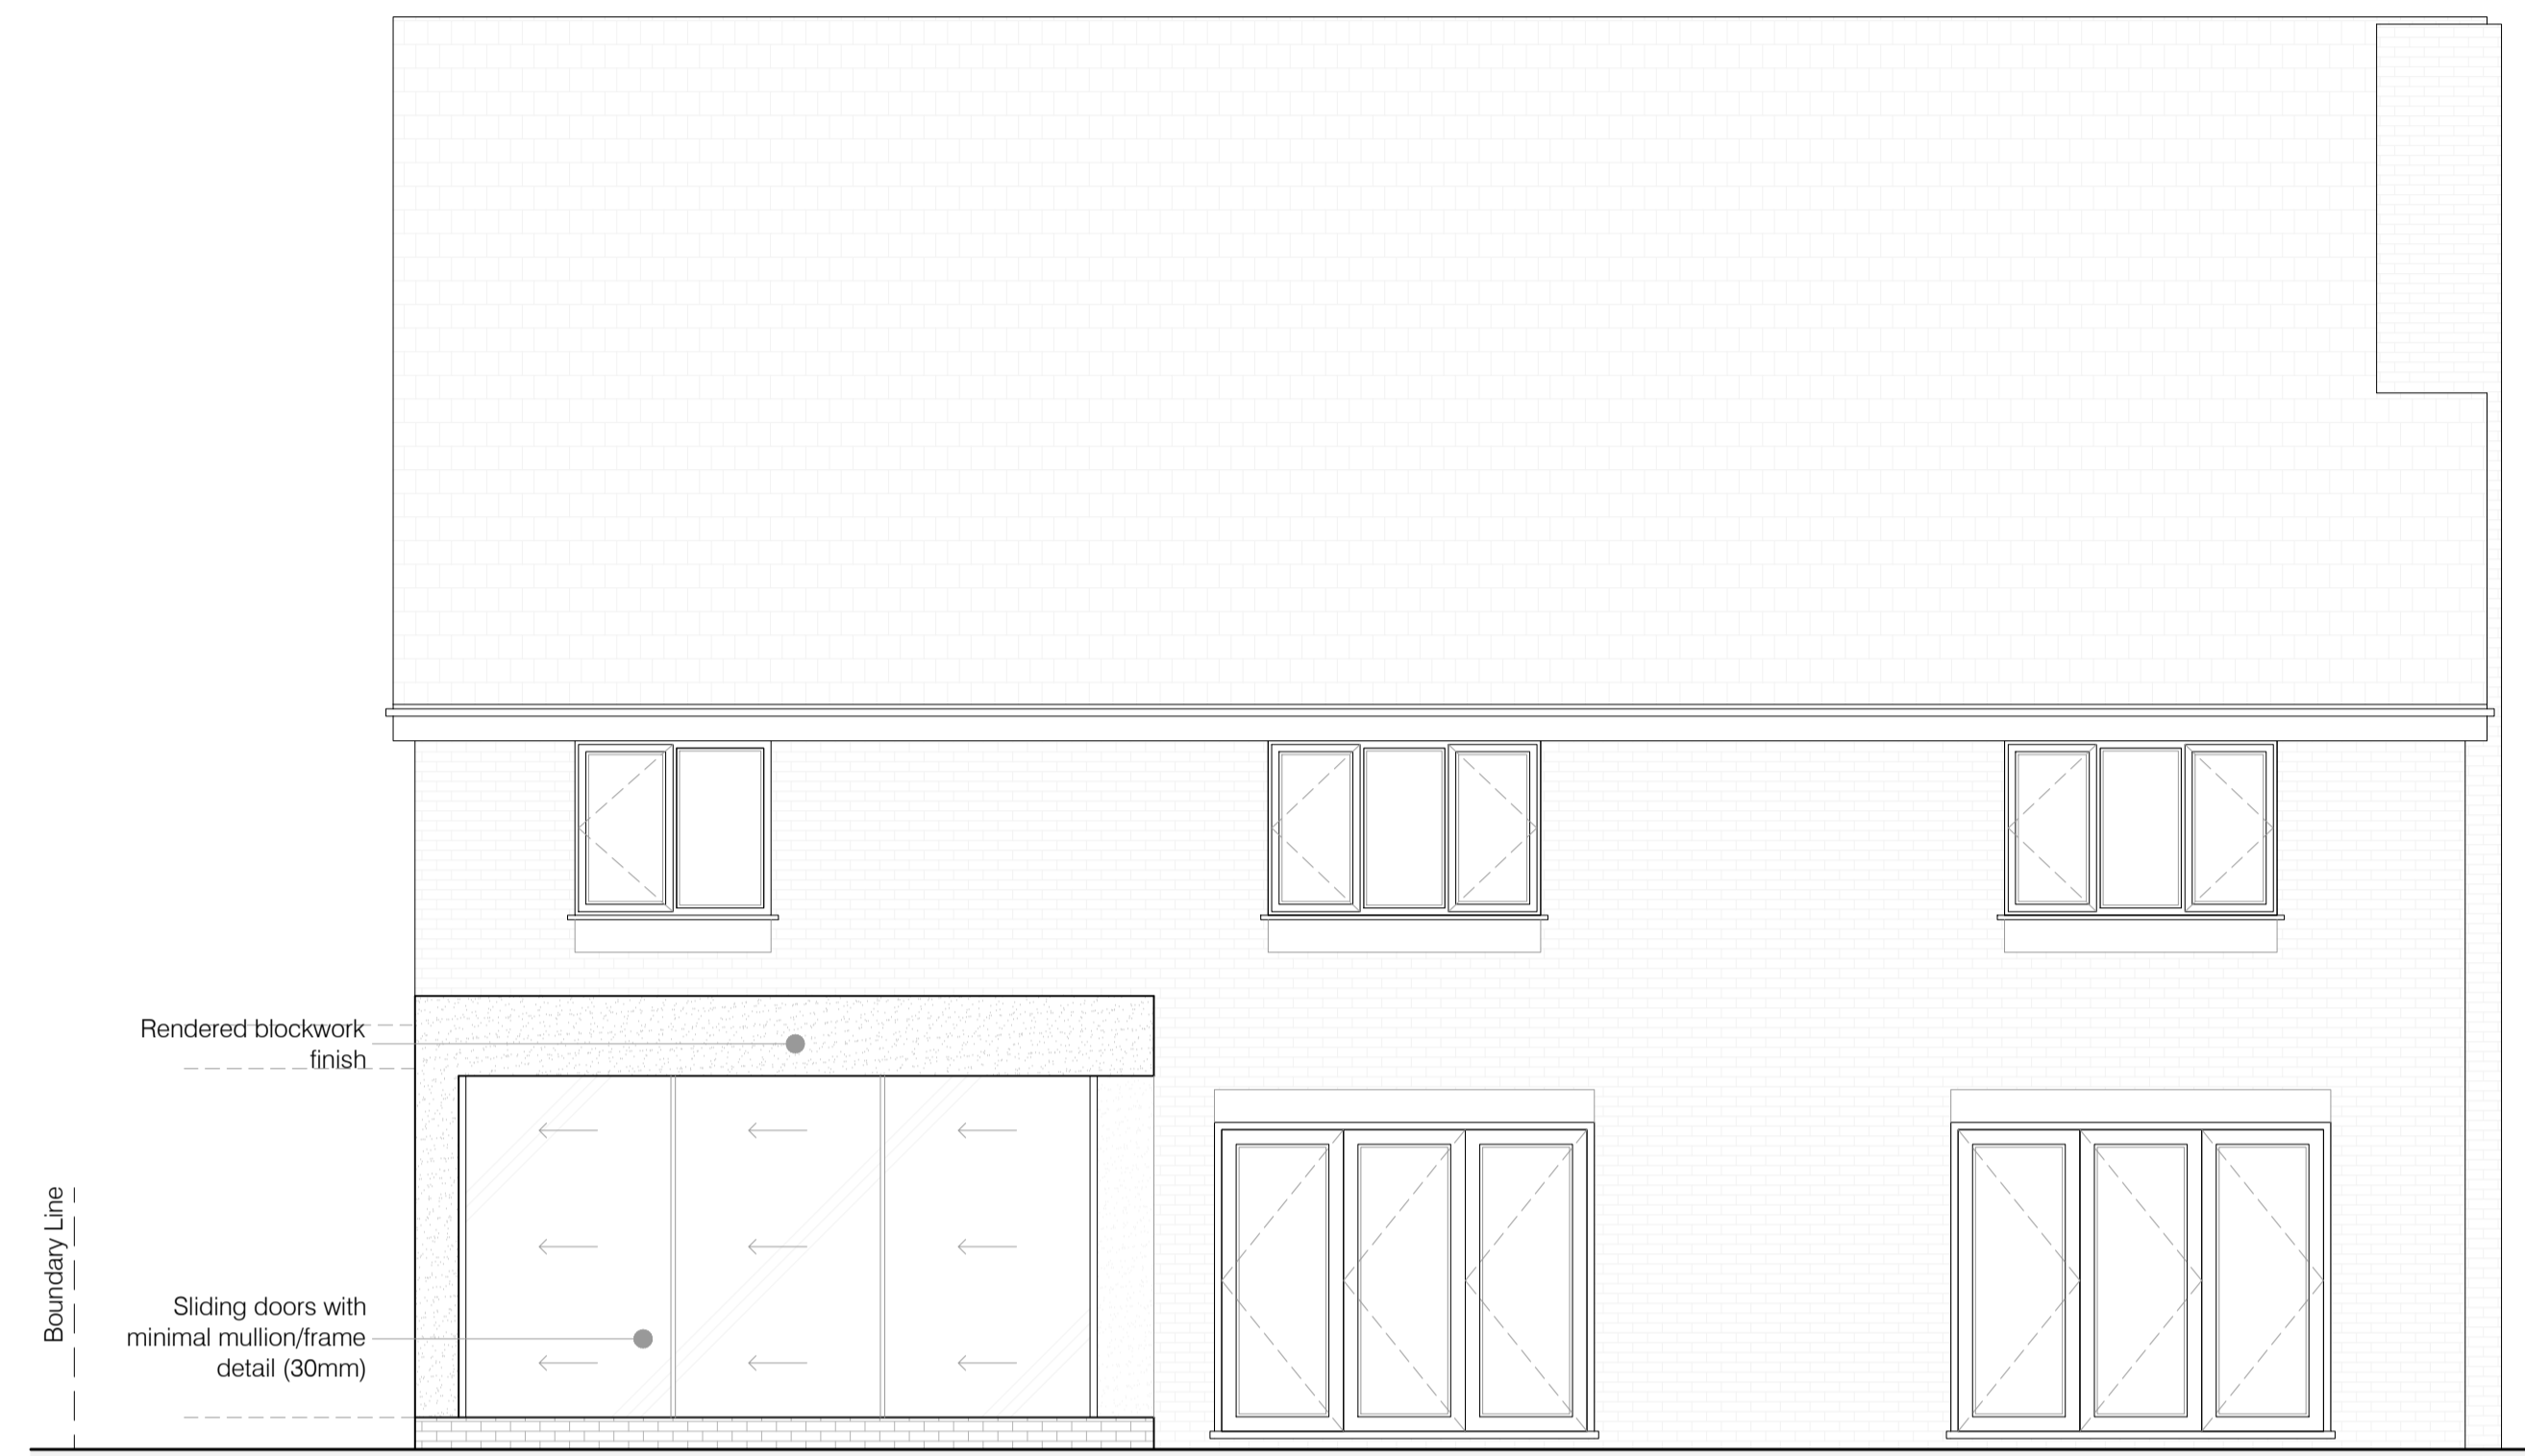 Rendered blockwork
finish
Boundary Line
Sliding doors with
minimal mullion/frame
detail (30mm)